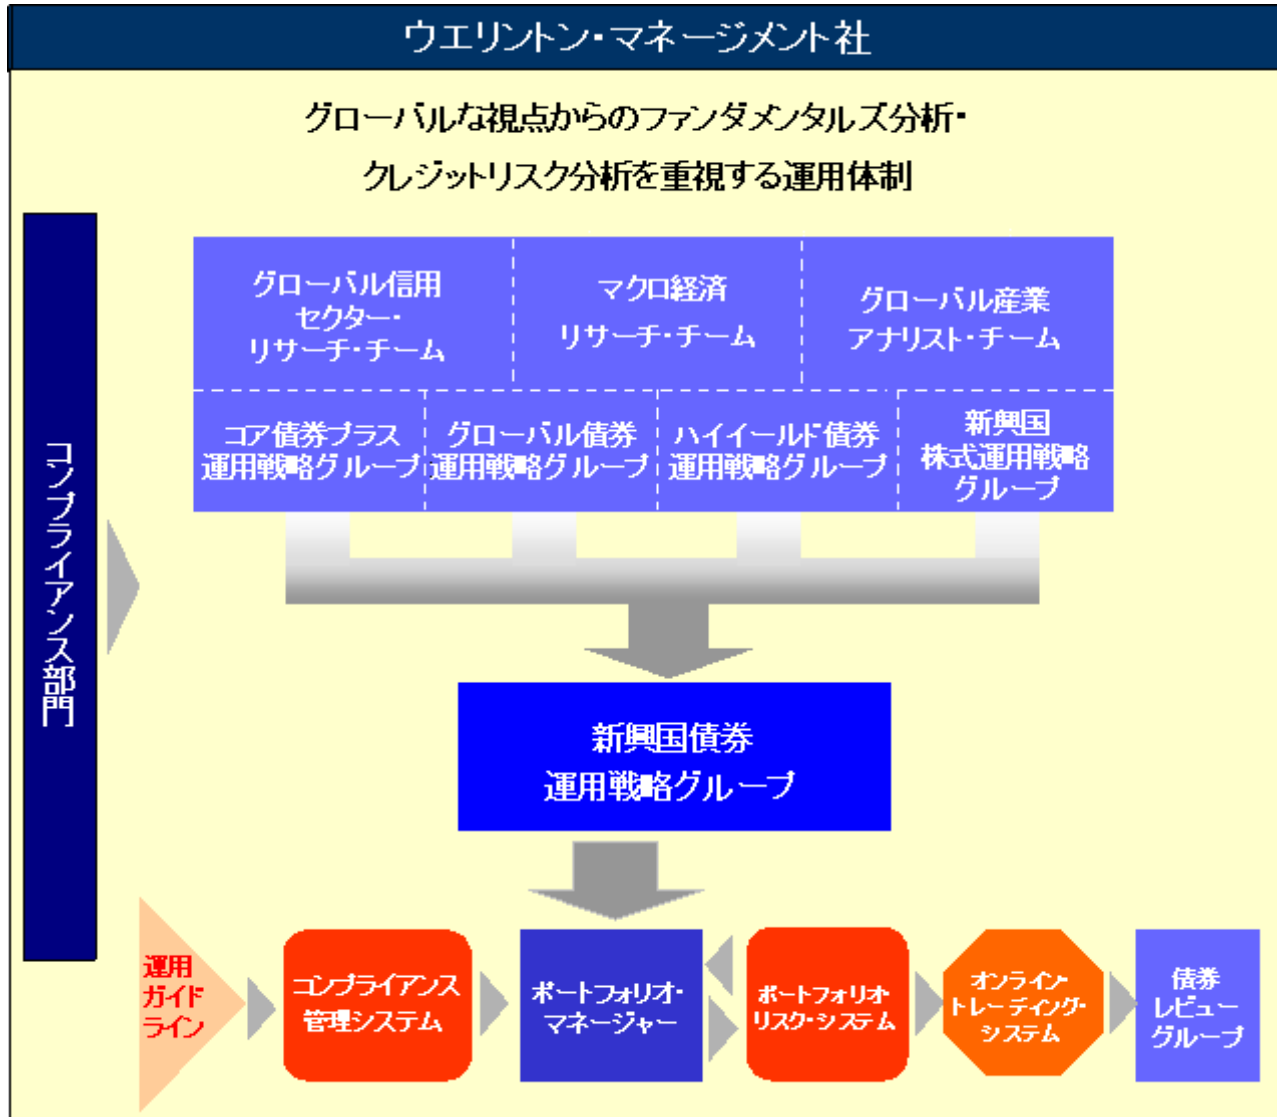 ウエリントン・マネージメント社
グローバルな視点からのファンダメンタルズ分析・
クレジットリスク分析を重視する運用体制
グローバル信用
セクター・
リサーチ・チーム
マクロ経済
リサーチ・チーム
グローバル産業
アナリスト・チーム
コア債券プラス
運用戦略グループ
グローバル債券
運用戦略グループ
ハイイールド債券
運用戦略グループ
新興国
株式運用戦略
グループ
コンプライアンス部門
新興国債券
運用戦略グループ
運用
ガイド
ライン
コンプライアンス
管理システム
ポートフォリオ・
マネージャー
ポートフォリオ・
リスク・システム
オンライン・
トレーディング・
システム
債券
レビュー
グループ